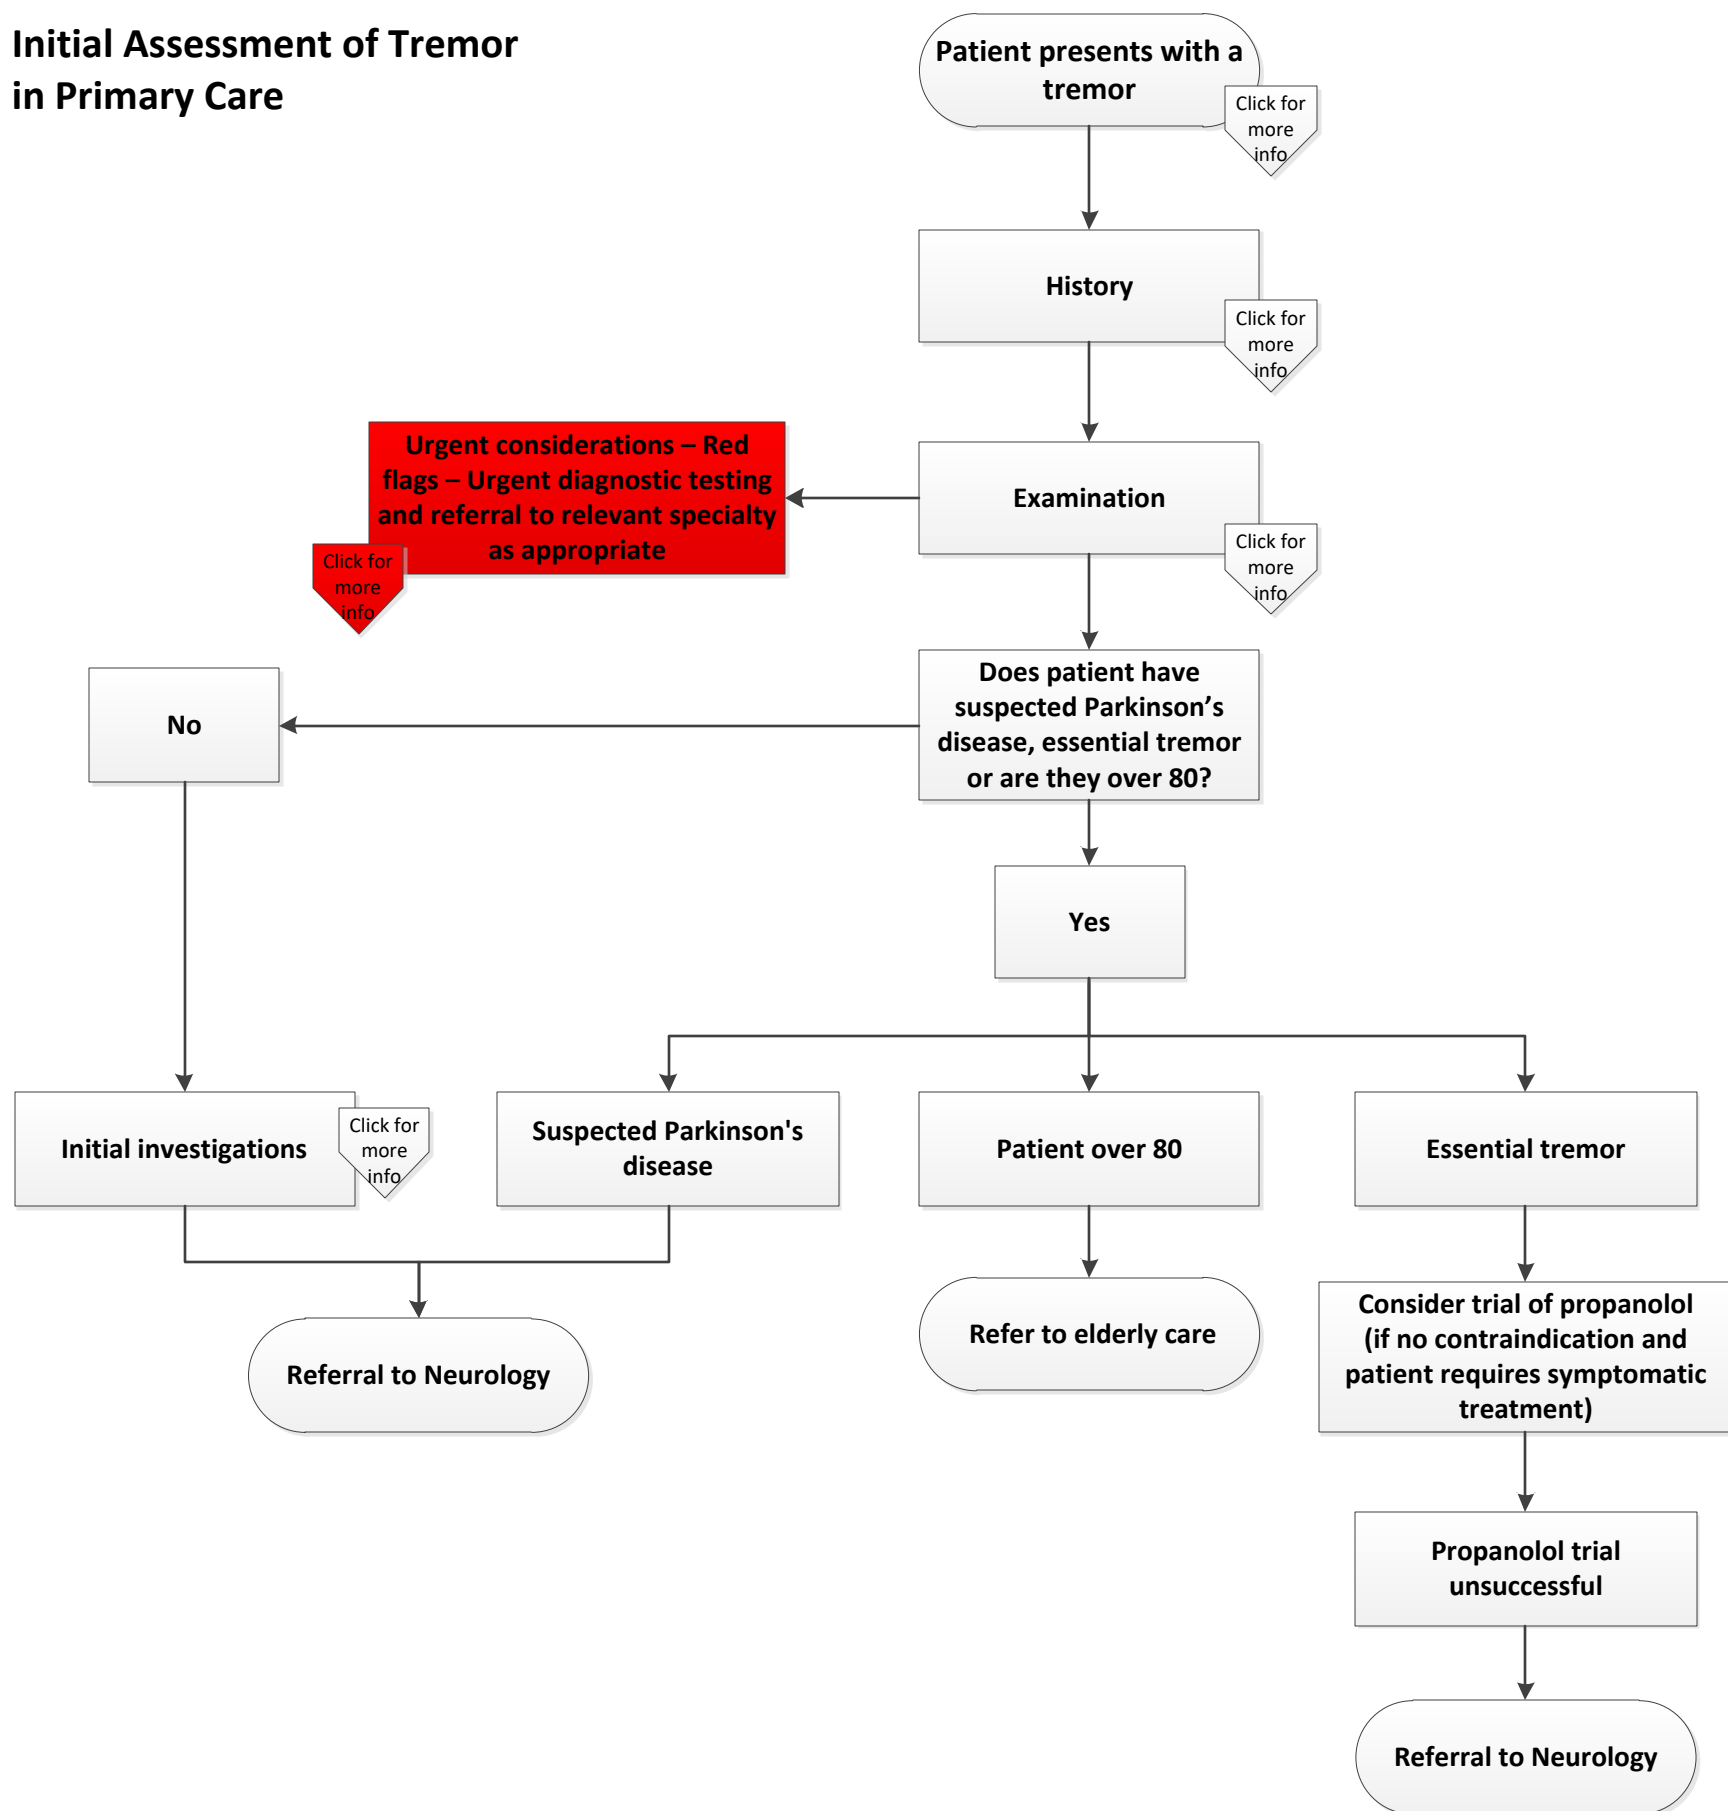 Initial Assessment of Tremor
in Primary Care
Patient presents with a
tremor
Click for
more
info
History
Click for
more
info
Urgent considerations – Red
flags – Urgent diagnostic testing
and referral to relevant specialty
as appropriate
Click for
more
info
Examination
Click for
more
info
Does patient have
suspected Parkinson’s
disease, essential tremor
or are they over 80?
No
Yes
Initial investigations
Click for
more
info
Suspected Parkinson's
disease
Patient over 80
Essential tremor
Referral to Neurology
Refer to elderly care
Consider trial of propanolol
(if no contraindication and
patient requires symptomatic
treatment)
Propanolol trial
unsuccessful
Referral to Neurology